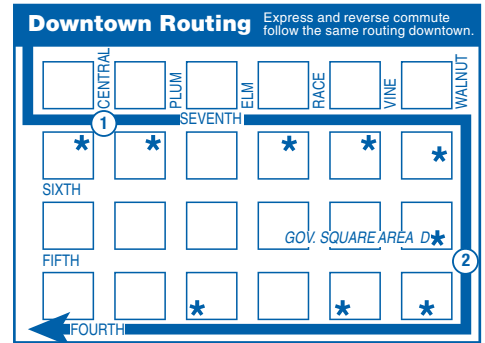 Downtown Routing
Express and reverse commute
follow the same routing downtown.
CENTRAL
PLUM
ELM
RACE
VINE
WALNUT
1
SEVENTH
* * * * *
SIXTH
GOV. SQUARE AREA D*
FIFTH
2
* * *
FOURTH